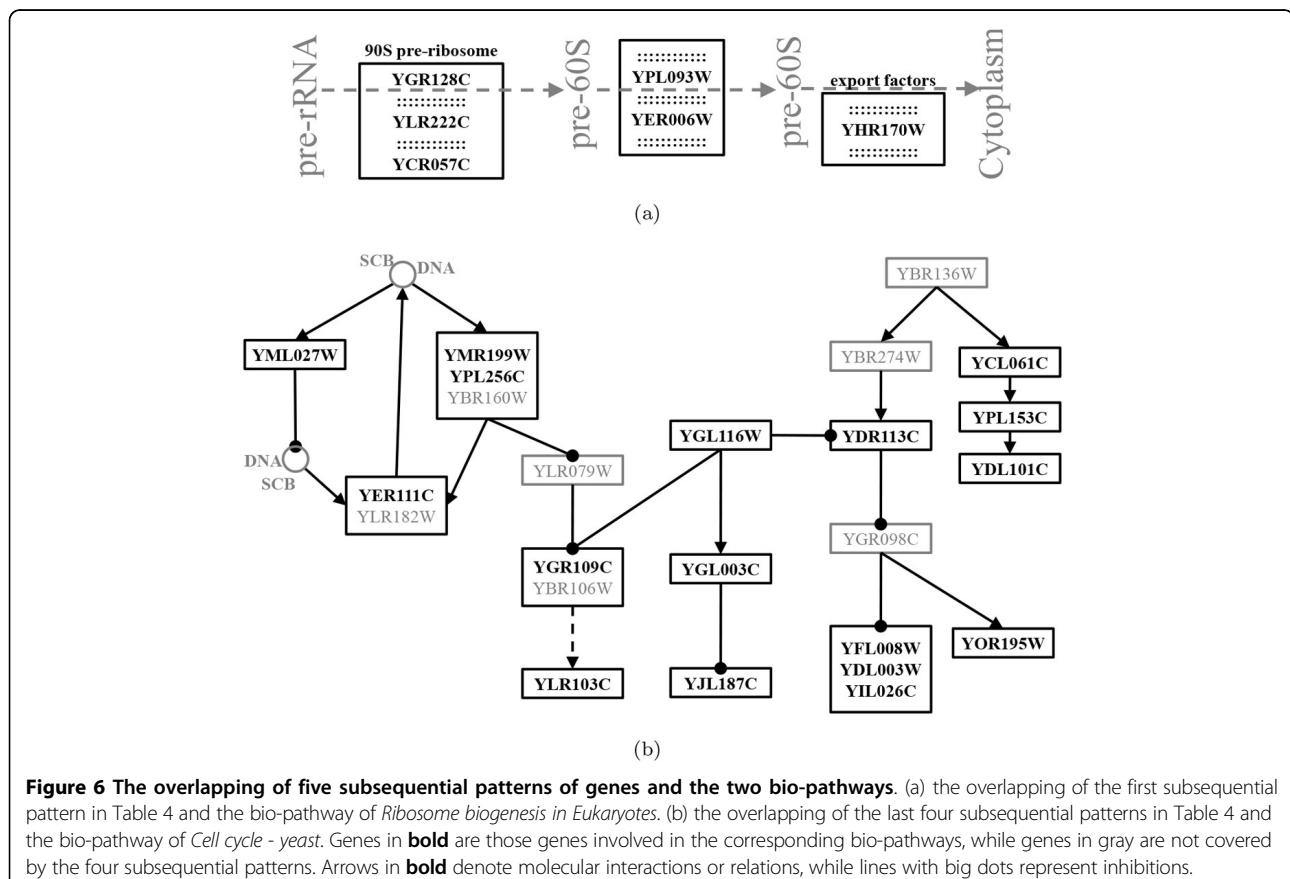 90S pre-ribosome
pre-rRNA
YGR128C
::::::::::::
YLR222C
::::::::::::
YCR057C
pre-60S
::::::::::::
YPL093W
::::::::::::
YER006W
::::::::::::
pre-60S
export factors
::::::::::::
YHR170W
::::::::::::
Cytoplasm
(a)
SCB
DNA
YML027W
YMR199W
YPL256C
YBR160W
DNA
SCB
YER111C
YLR182W
YLR079W
YGR109C
YBR106W
YLR103C
YGL116W
YGL003C
YJL187C
YBR136W
YBR274W
YDR113C
YGR098C
YFL008W
YDL003W
YIL026C
YOR195W
YCL061C
YPL153C
YDL101C
(b)
Figure 6 The overlapping of five subsequential patterns of genes and the two bio-pathways. (a) the overlapping of the first subsequential
pattern in Table 4 and the bio-pathway of Ribosome biogenesis in Eukaryotes. (b) the overlapping of the last four subsequential patterns in Table 4 and
the bio-pathway of Cell cycle - yeast. Genes in bold are those genes involved in the corresponding bio-pathways, while genes in gray are not covered
by the four subsequential patterns. Arrows in bold denote molecular interactions or relations, while lines with big dots represent inhibitions.